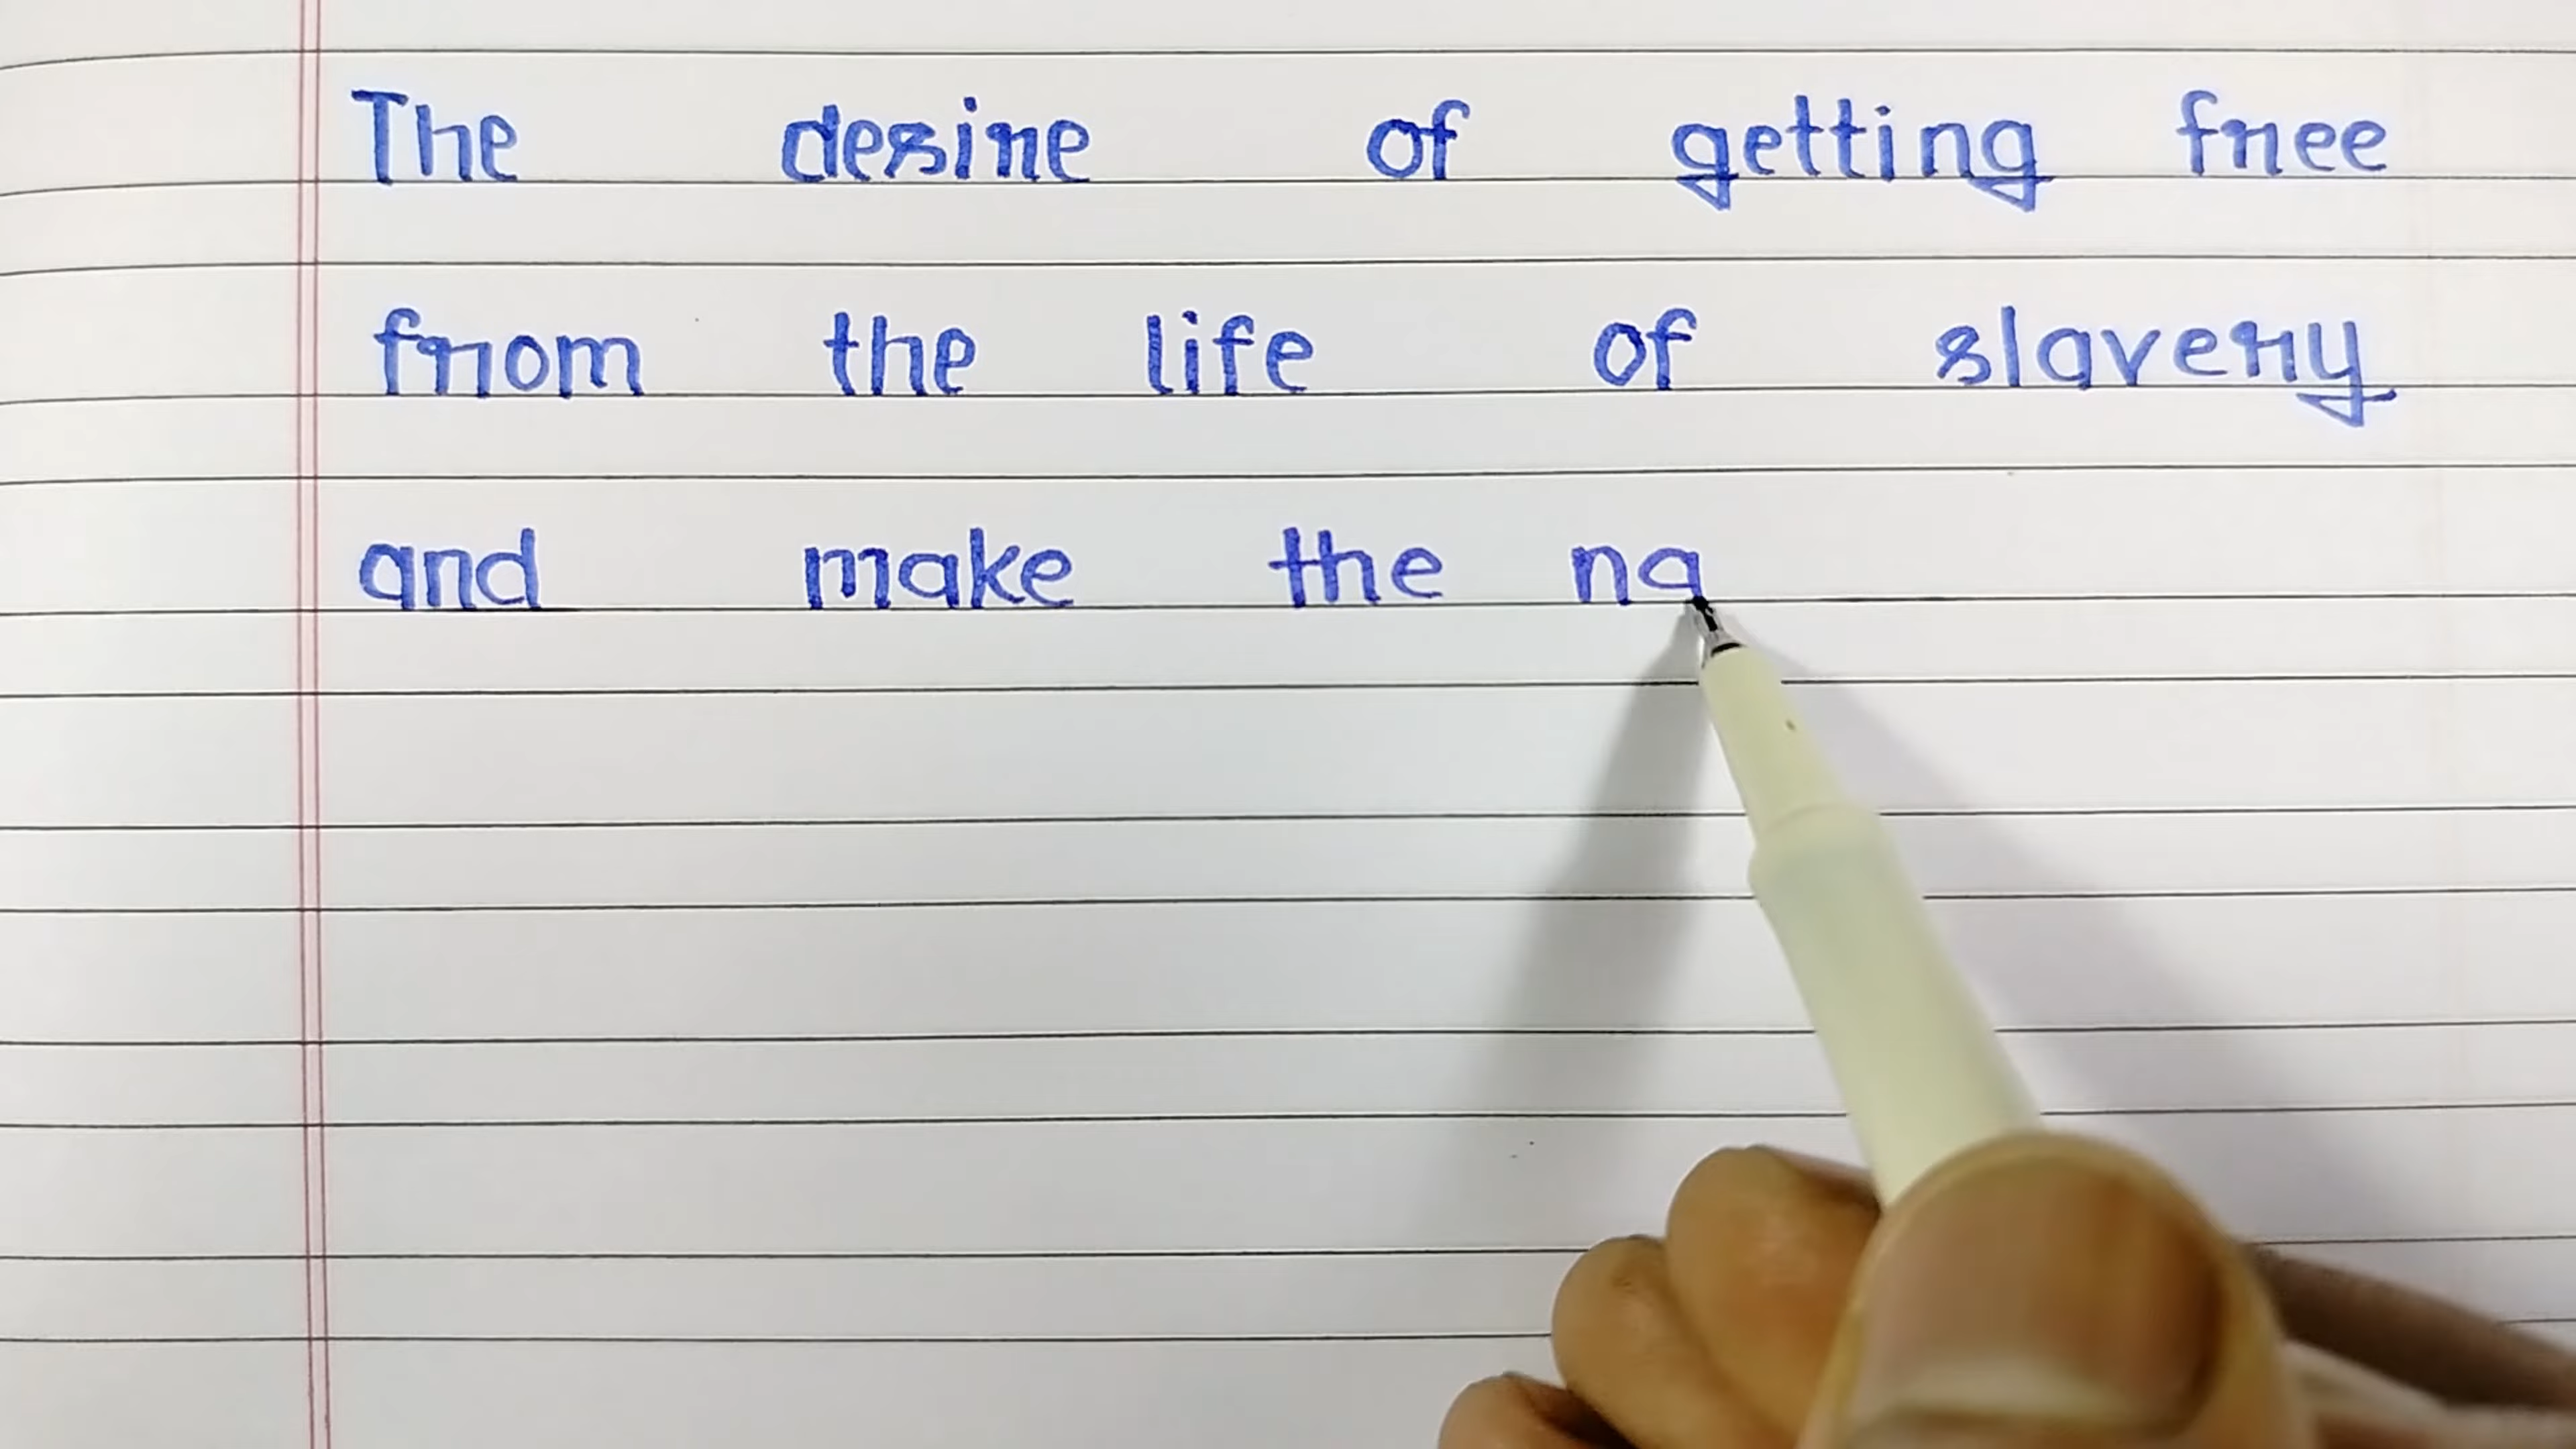 The desire of getting free
from the life of slavery
and make the na